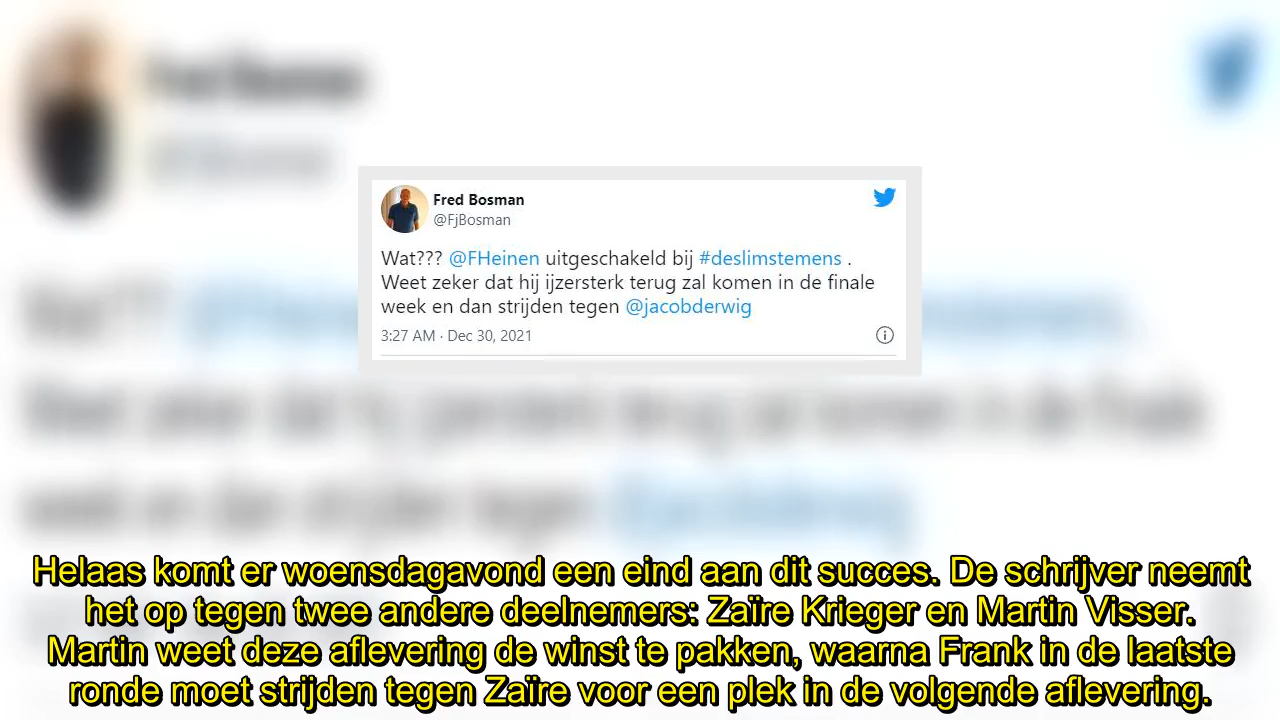 Fred Bosman
@FjBosman
Wat??? @FHeinen uitgeschakeld bij #deslimstemens .
Weet zeker dat hij ijzersterk terug zal komen in de finale
week en dan strijden tegen @jacobderwig
3:27 AM · Dec 30, 2021
Helaas komt er woensdagavond een eind aan dit succes. De schrijver neemt
het op tegen twee andere deelnemers: Zaïre Krieger en Martin Visser.
Martin weet deze aflevering de winst te pakken, waarna Frank in de laatste
ronde moet strijden tegen Zaïre voor een plek in de volgende aflevering.